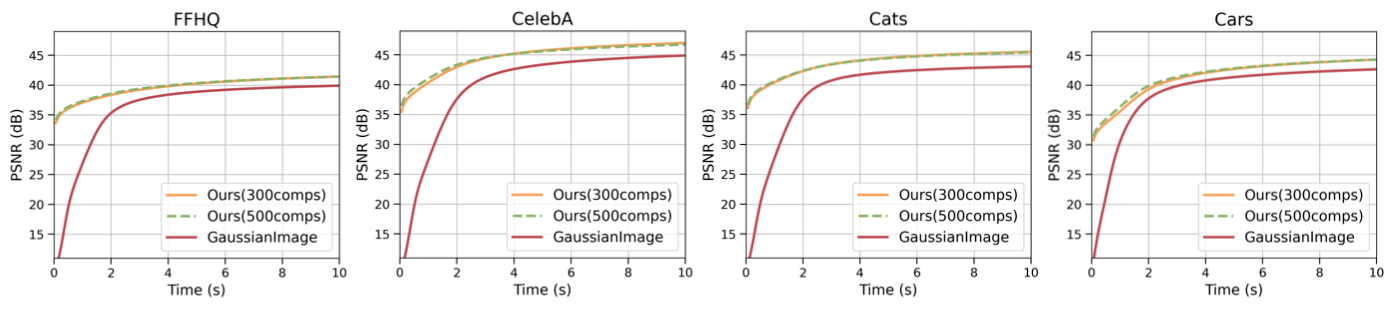 FFHQ
PSNR (dB)
45
40
35
30
25
20
15
Ours(300comps)
Ours(500comps)
GaussianImage
0 2 4 6 8 10
Time (s)
CelebA
PSNR (dB)
45
40
35
30
25
20
15
Ours(300comps)
Ours(500comps)
GaussianImage
0 2 4 6 8 10
Time (s)
Cats
PSNR (dB)
45
40
35
30
25
20
15
Ours(300comps)
Ours(500comps)
GaussianImage
0 2 4 6 8 10
Time (s)
Cars
PSNR (dB)
45
40
35
30
25
20
15
Ours(300comps)
Ours(500comps)
GaussianImage
0 2 4 6 8 10
Time (s)